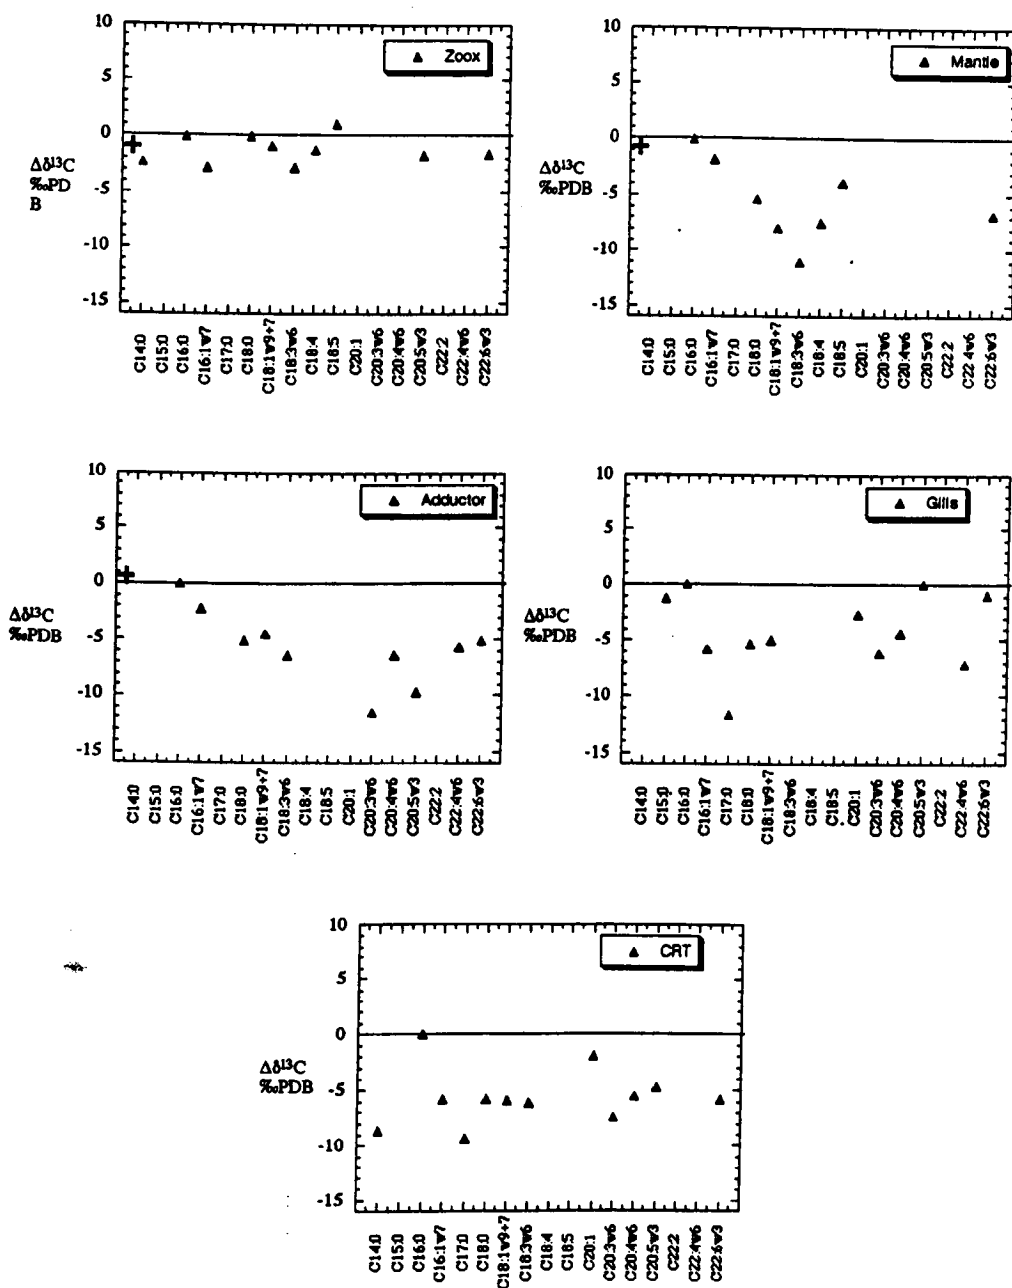 10
5
0
-5
-10
-15
Δδ¹³C
‰PD
B
Zoox
C14:0
C15:0
C16:0
C16:1w7
C17:0
C18:0
C18:1w9+7
C18:3w6
C18:4
C18:5
C20:1
C20:3w6
C20:4w6
C20:5w3
C22:2
C22:4w6
C22:6w3
10
5
0
-5
-10
-15
Δδ¹³C
‰PDB
Mantle
C14:0
C15:0
C16:0
C16:1w7
C17:0
C18:0
C18:1w9+7
C18:3w6
C18:4
C18:5
C20:1
C20:3w6
C20:4w6
C20:5w3
C22:2
C22:4w6
C22:6w3
10
5
0
-5
-10
-15
Δδ¹³C
‰PDB
Adductor
C14:0
C15:0
C16:0
C16:1w7
C17:0
C18:0
C18:1w9+7
C18:3w6
C18:4
C18:5
C20:1
C20:3w6
C20:4w6
C20:5w3
C22:2
C22:4w6
C22:6w3
10
5
0
-5
-10
-15
Δδ¹³C
‰PDB
Gills
C14:0
C15:0
C16:0
C16:1w7
C17:0
C18:0
C18:1w9+7
C18:3w6
C18:4
C18:5
C20:1
C20:3w6
C20:4w6
C20:5w3
C22:2
C22:4w6
C22:6w3
10
5
0
-5
-10
-15
Δδ¹³C
‰PDB
CRT
C14:0
C15:0
C16:0
C16:1w7
C17:0
C18:0
C18:1w9+7
C18:3w6
C18:4
C18:5
C20:1
C20:3w6
C20:4w6
C20:5w3
C22:2
C22:4w6
C22:6w3